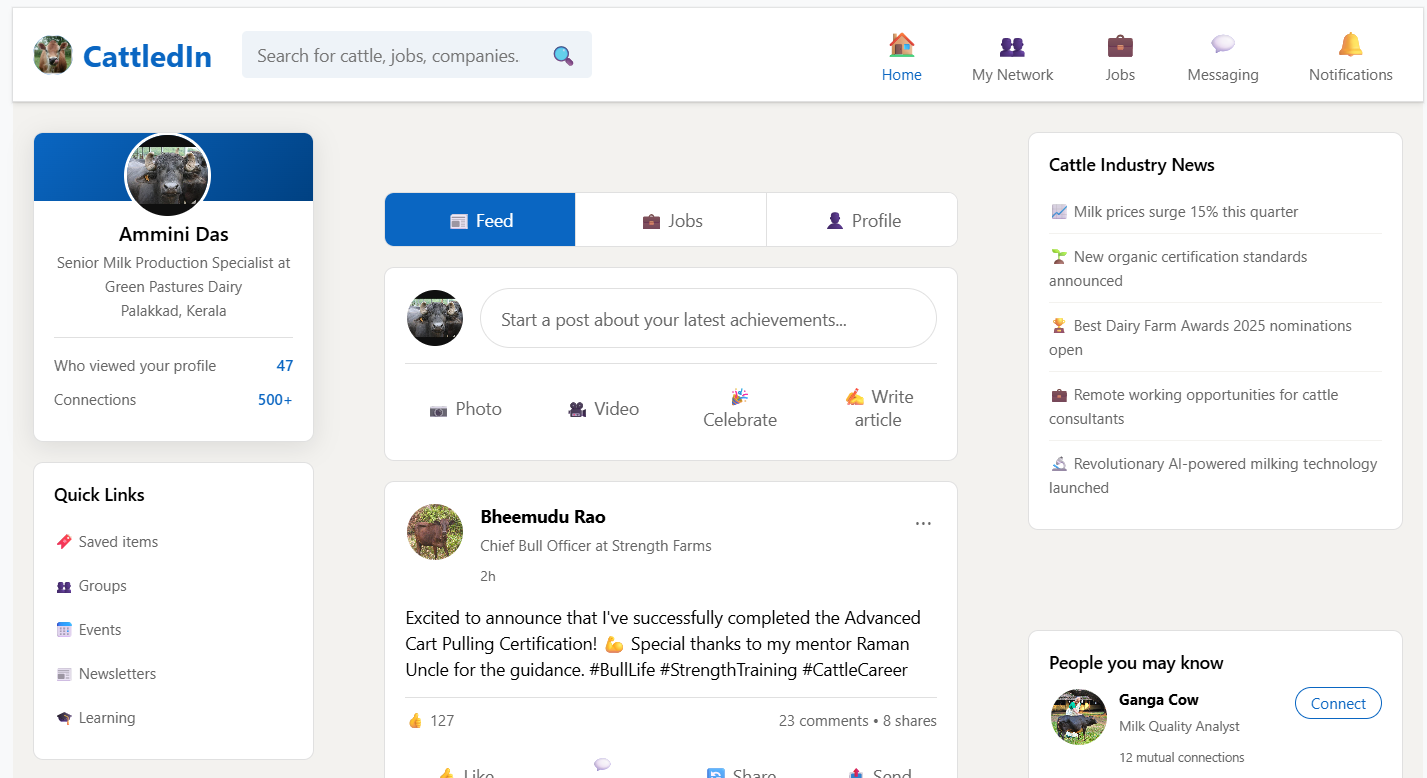 CattledIn
Search for cattle, jobs, companies.
Home
My Network
Jobs
Messaging
Notifications
Ammini Das
Senior Milk Production Specialist at
Green Pastures Dairy
Palakkad, Kerala
Who viewed your profile 47
Connections 500+
Quick Links
Saved items
Groups
Events
Newsletters
Learning
Feed
Jobs
Profile
Start a post about your latest achievements...
Photo
Video
Celebrate
Write
article
Bheemudu Rao
...
Chief Bull Officer at Strength Farms
2h
Excited to announce that I've successfully completed the Advanced
Cart Pulling Certification! 💪 Special thanks to my mentor Raman
Uncle for the guidance. #BullLife #StrengthTraining #CattleCareer
👍 127
23 comments • 8 shares
Like
Share
Send
Cattle Industry News
Milk prices surge 15% this quarter
New organic certification standards
announced
Best Dairy Farm Awards 2025 nominations
open
Remote working opportunities for cattle
consultants
Revolutionary AI-powered milking technology
launched
People you may know
Ganga Cow
Milk Quality Analyst
12 mutual connections
Connect